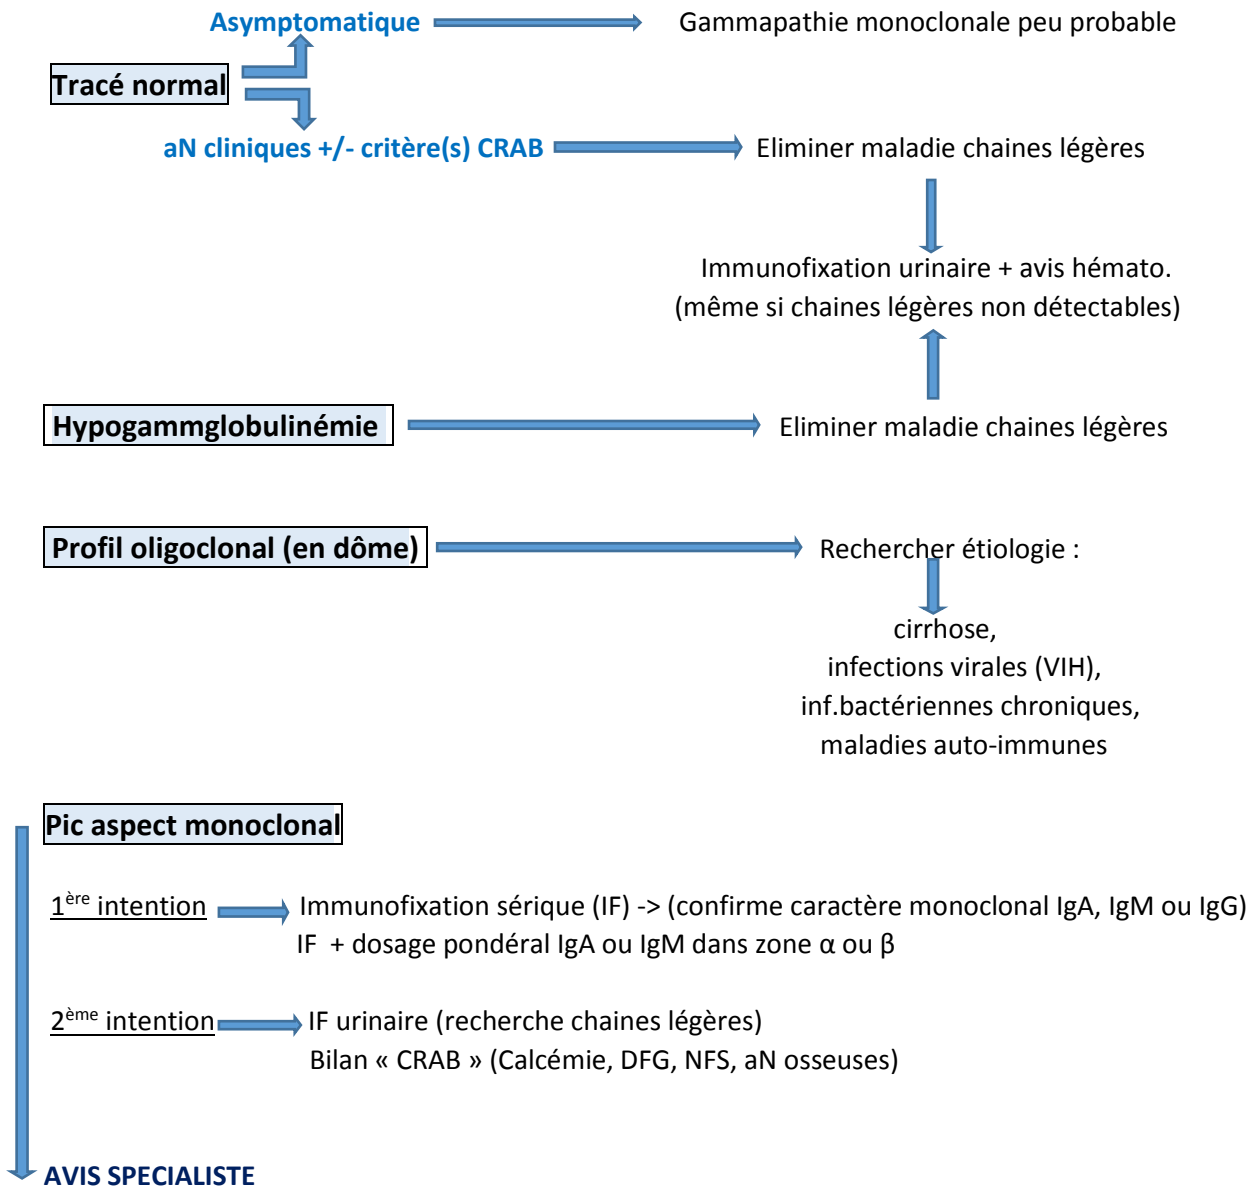 Asymptomatique Gammapathie monoclonale peu probable
Tracé normal
aN cliniques +/- critère(s) CRAB Eliminer maladie chaines légères
Immunofixation urinaire + avis hémato.
(même si chaines légères non détectables)
Hypogammglobulinémie Eliminer maladie chaines légères
Profil oligoclonal (en dôme) Rechercher étiologie :
cirrhose,
infections virales (VIH),
inf.bactériennes chroniques,
maladies auto-immunes
Pic aspect monoclonal
1ère intention Immunofixation sérique (IF) -> (confirme caractère monoclonal IgA, IgM ou IgG)
IF + dosage pondéral IgA ou IgM dans zone α ou β
2ème intention IF urinaire (recherche chaines légères)
Bilan « CRAB » (Calcémie, DFG, NFS, aN osseuses)
AVIS SPECIALISTE